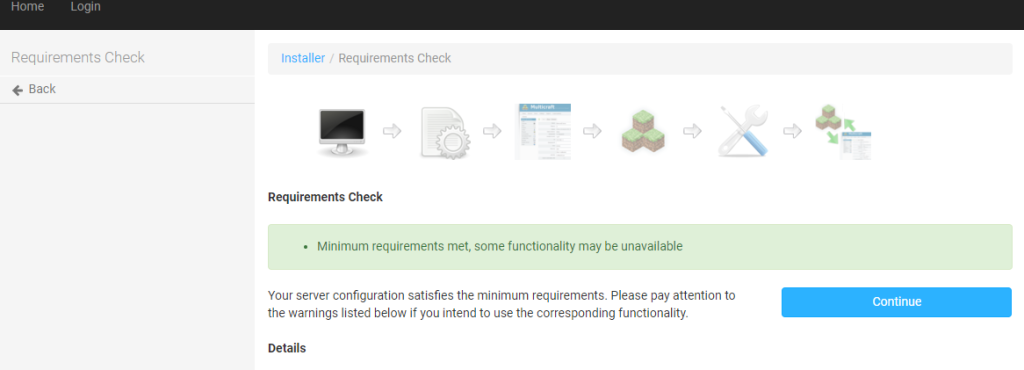 Home Login
Requirements Check
Back
Installer / Requirements Check
Multicraft
Requirements Check
Minimum requirements met, some functionality may be unavailable
Your server configuration satisfies the minimum requirements. Please pay attention to
the warnings listed below if you intend to use the corresponding functionality.
Continue
Details